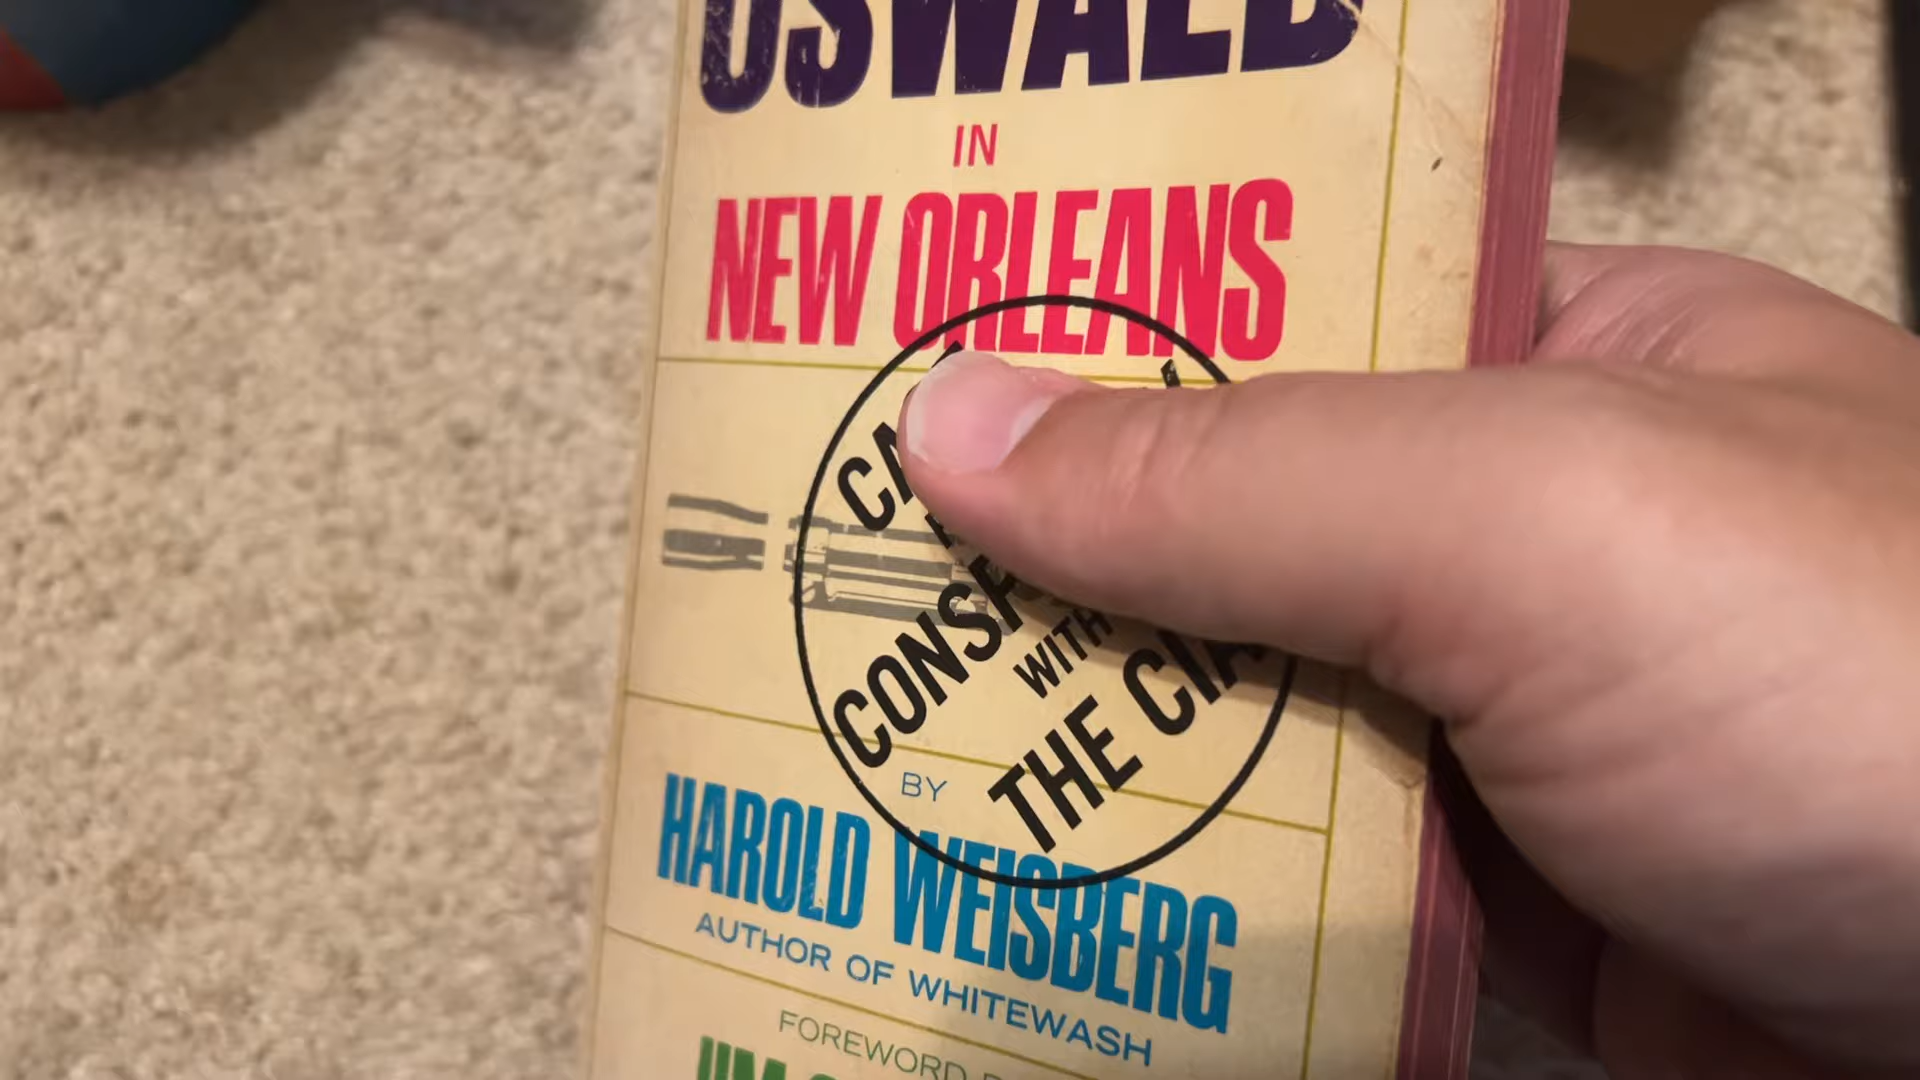 OSWALD
IN
NEW ORLEANS
WITH
THE CIA
BY
HAROLD WEISBERG
AUTHOR OF WHITEWASH
FOREWORD